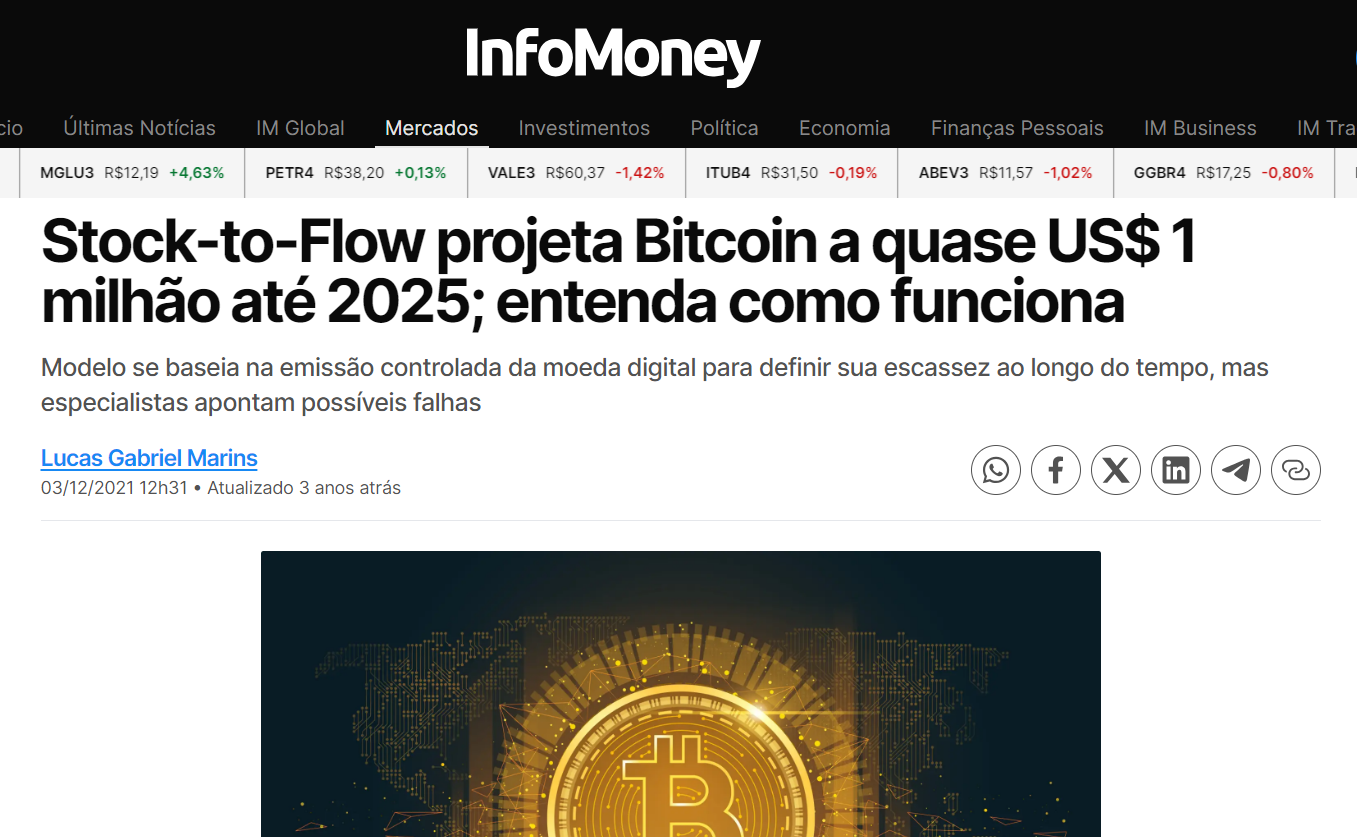 InfoMoney
cio Últimas Notícias IM Global Mercados Investimentos Política Economia Finanças Pessoais IM Business IM Tra
MGLU3 R$12,19 +4,63% PETR4 R$38,20 +0,13% VALE3 R$60,37 -1,42% ITUB4 R$31,50 -0,19% ABEV3 R$11,57 -1,02% GGBR4 R$17,25 -0,80%
Stock-to-Flow projeta Bitcoin a quase US$ 1
milhão até 2025; entenda como funciona
Modelo se baseia na emissão controlada da moeda digital para definir sua escassez ao longo do tempo, mas
especialistas apontam possíveis falhas
Lucas Gabriel Marins
03/12/2021 12h31 • Atualizado 3 anos atrás